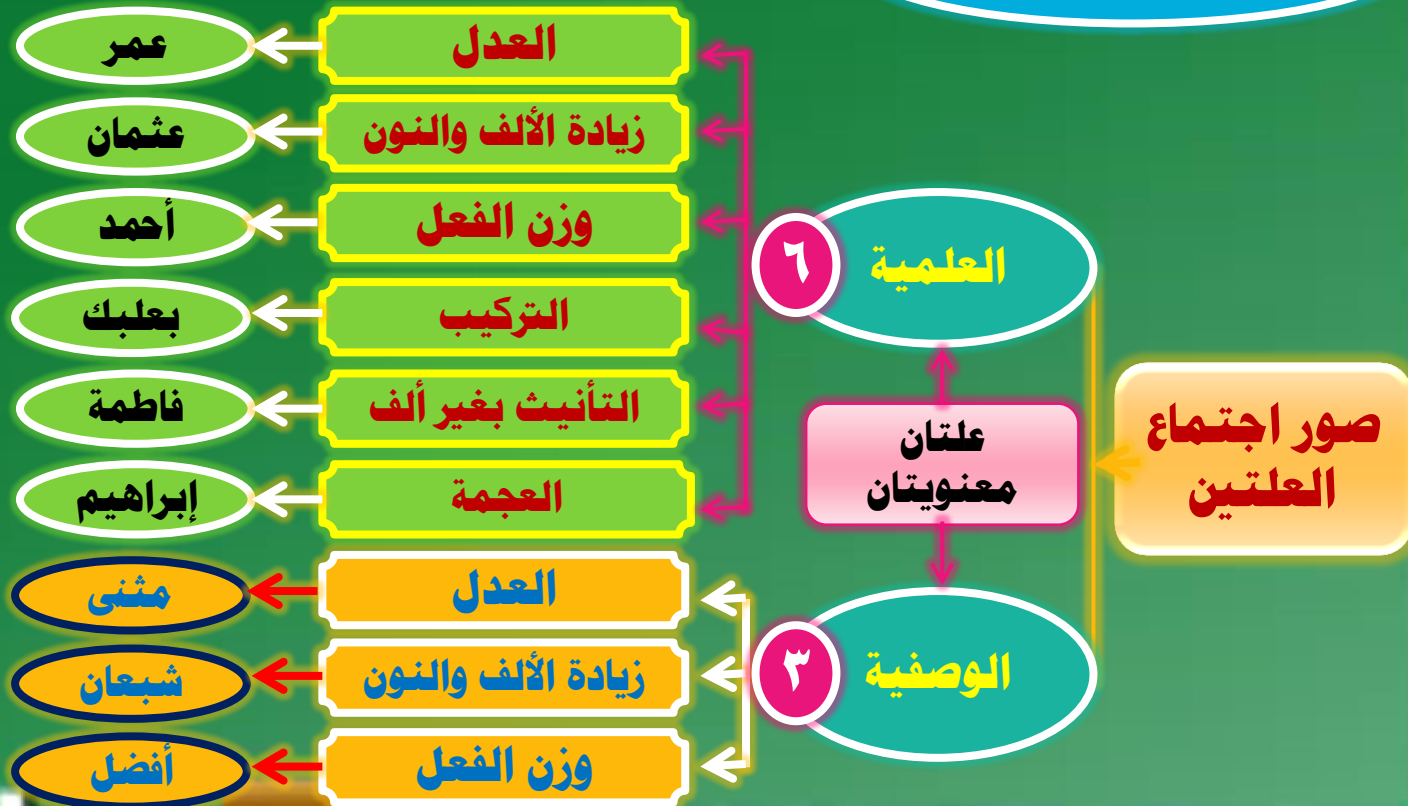 صور اجتماع
العلتين
علتان
معنويتان
العلمية
٦
العدل
عمر
زيادة الألف والنون
عثمان
وزن الفعل
أحمد
التركيب
بعلبك
التأنيث بغير ألف
فاطمة
العجمة
إبراهيم
الوصفية
٣
العدل
مثنى
زيادة الألف والنون
شبعان
وزن الفعل
أفضل